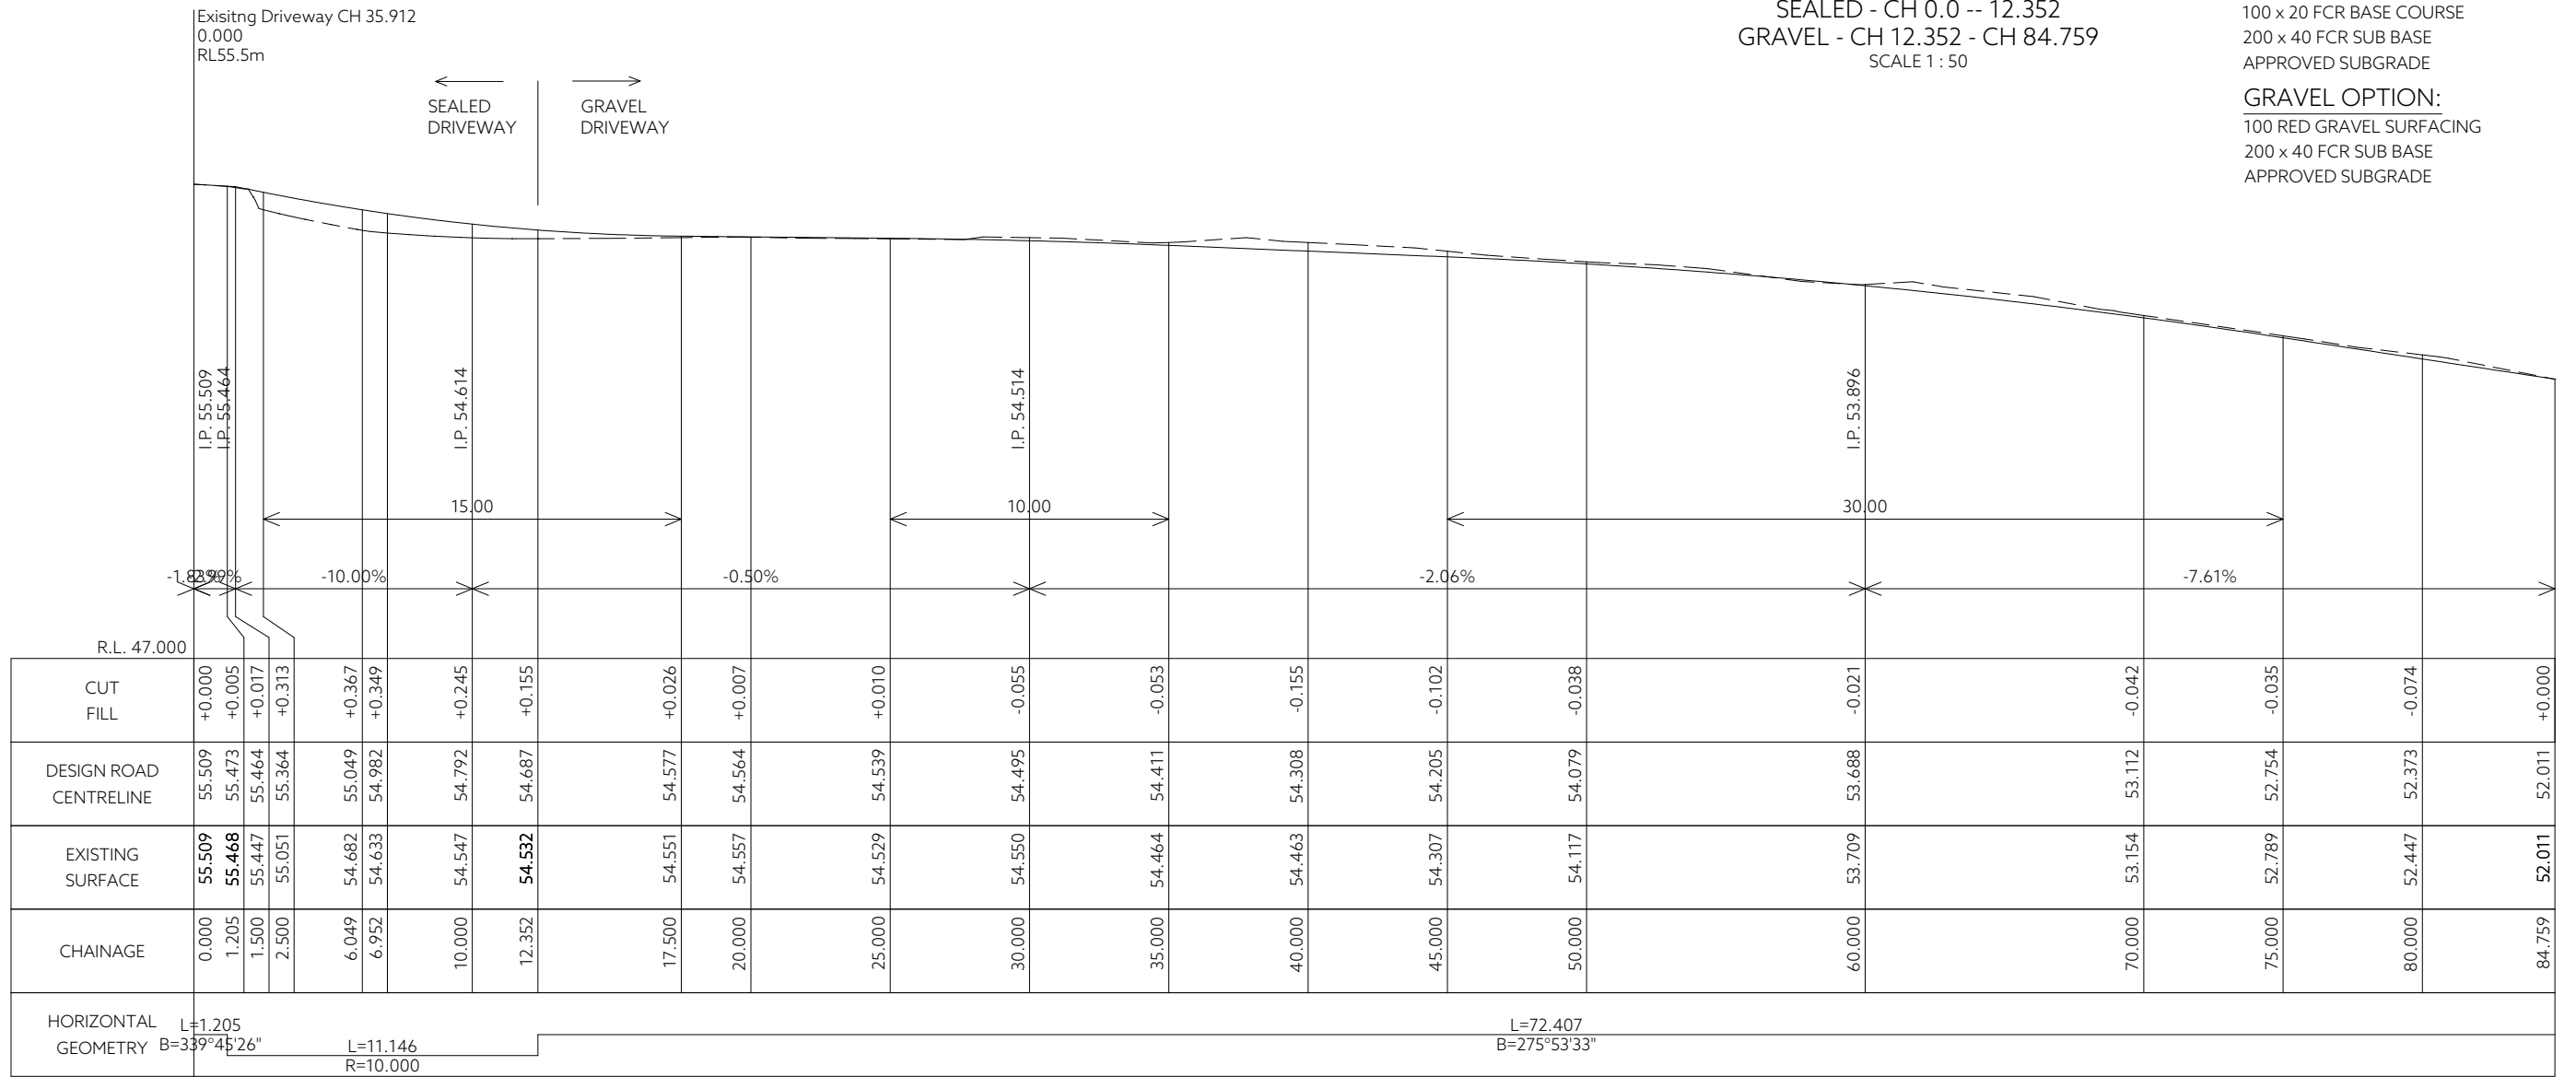 Exisitng Driveway CH 35.912
0.000
RL55.5m
SEALED - CH 0.0 -- 12.352
GRAVEL - CH 12.352 - CH 84.759
SCALE 1 : 50
100 x 20 FCR BASE COURSE
200 x 40 FCR SUB BASE
APPROVED SUBGRADE
GRAVEL OPTION:
100 RED GRAVEL SURFACING
200 x 40 FCR SUB BASE
APPROVED SUBGRADE
SEALED
DRIVEWAY
GRAVEL
DRIVEWAY
I.P. 55.509
I.P. 55.464
I.P. 54.614
I.P. 54.514
I.P. 53.896
15.00
10.00
30.00
-1.83%
-2.99%
-10.00%
-0.50%
-2.06%
-7.61%
R.L. 47.000
CUT
FILL
+0.000 +0.005 +0.017 +0.313 +0.367 +0.349 +0.245 +0.155 +0.026 +0.007 +0.010 -0.055 -0.053 -0.155 -0.102 -0.038 -0.021 -0.042 -0.035 -0.074 +0.000
DESIGN ROAD
CENTRELINE
55.509 55.473 55.464 55.364 55.049 54.982 54.792 54.687 54.577 54.564 54.539 54.495 54.411 54.308 54.205 54.079 53.688 53.112 52.754 52.373 52.011
EXISTING
SURFACE
55.509 55.468 55.447 55.051 54.682 54.633 54.547 54.532 54.551 54.557 54.529 54.550 54.464 54.463 54.307 54.117 53.709 53.154 52.789 52.447 52.011
CHAINAGE
0.000 1.205 1.500 2.500 6.049 6.952 10.000 12.352 17.500 20.000 25.000 30.000 35.000 40.000 45.000 50.000 60.000 70.000 75.000 80.000 84.759
HORIZONTAL
GEOMETRY
L=1.205
B=339°45'26"
L=11.146
R=10.000
L=72.407
B=275°53'33"